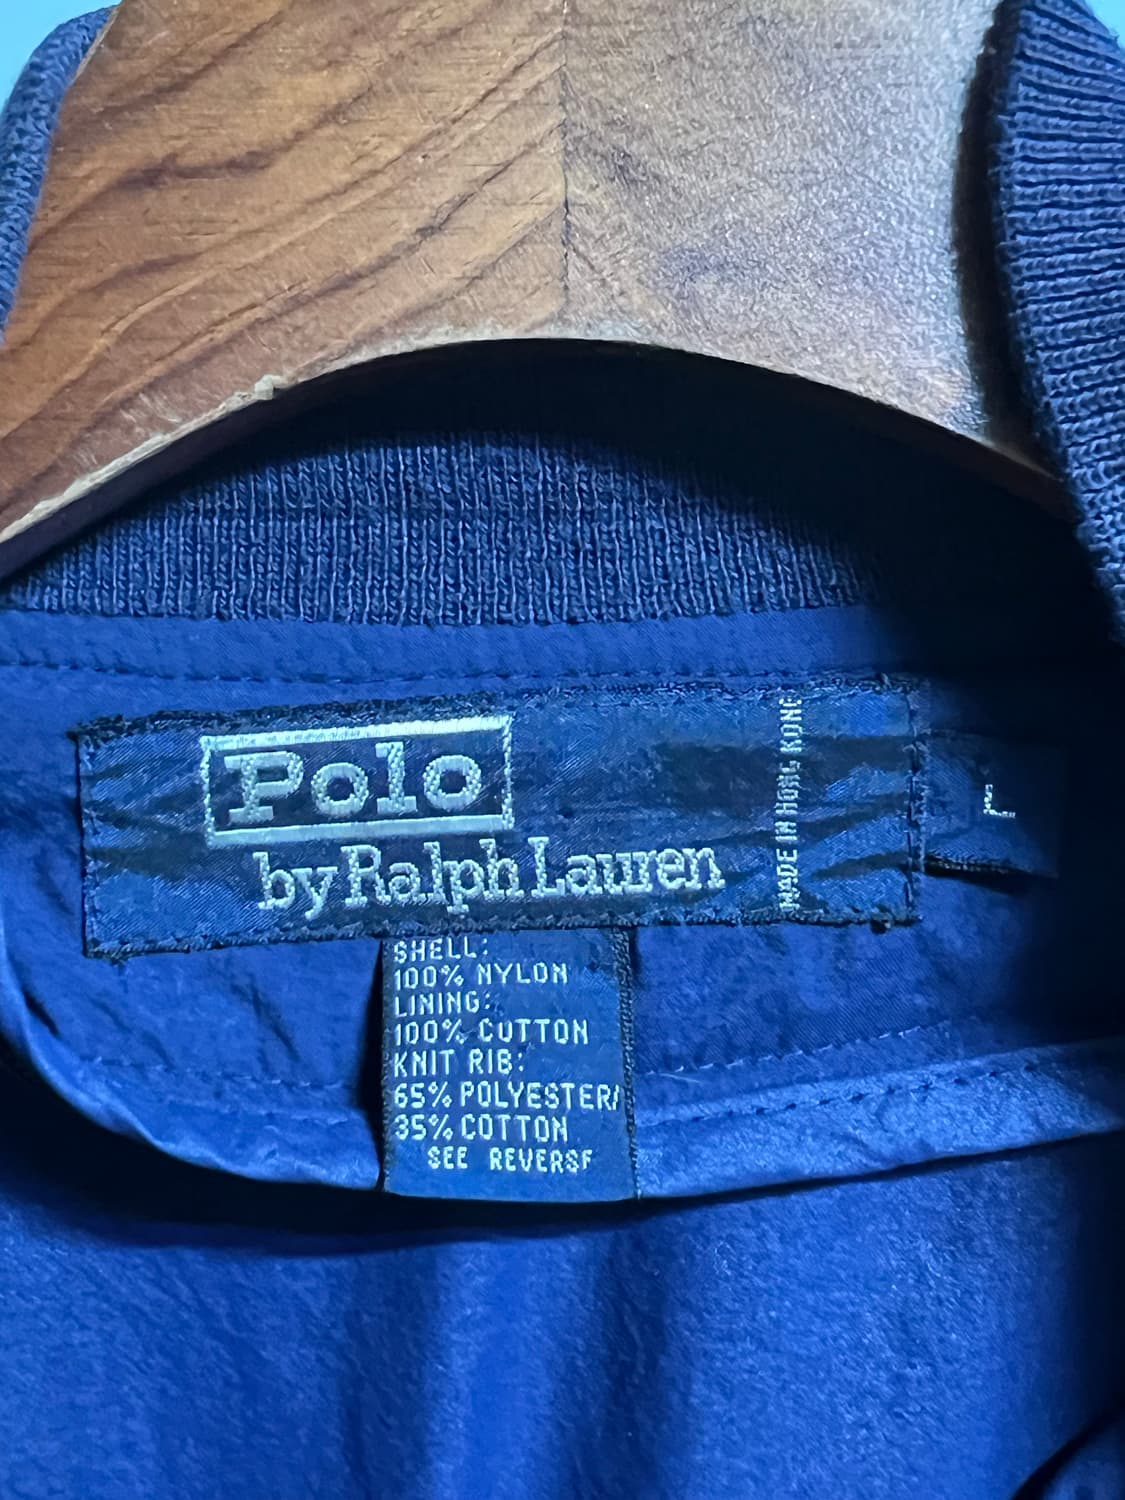 Polo
by Ralph Lauren
MADE IN HONG KONG
L
SHELL:
100% NYLON
LINING:
100% COTTON
KNIT RIB:
65% POLYESTER/
35% COTTON
SEE REVERSE